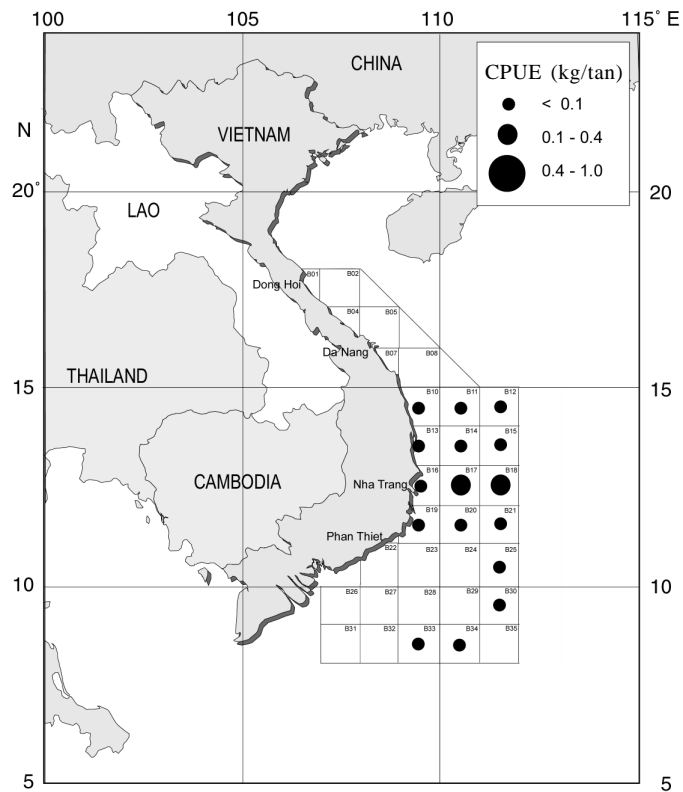 100 105 110 115° E
CHINA
CPUE (kg/tan)
< 0.1
0.1 - 0.4
0.4 - 1.0
N
VIETNAM
20° 20
LAO
B01 B02
Dong Hoi
B04 B05
Da Nang B07 B08
15 15
THAILAND
B10 B11 B12
B13 B14 B15
B16 B17 B18
CAMBODIA
Nha Trang
B19 B20 B21
Phan Thiet
B22 B23 B24 B25
10 10
B26 B27 B28 B29 B30
B31 B32 B33 B34 B35
5 5